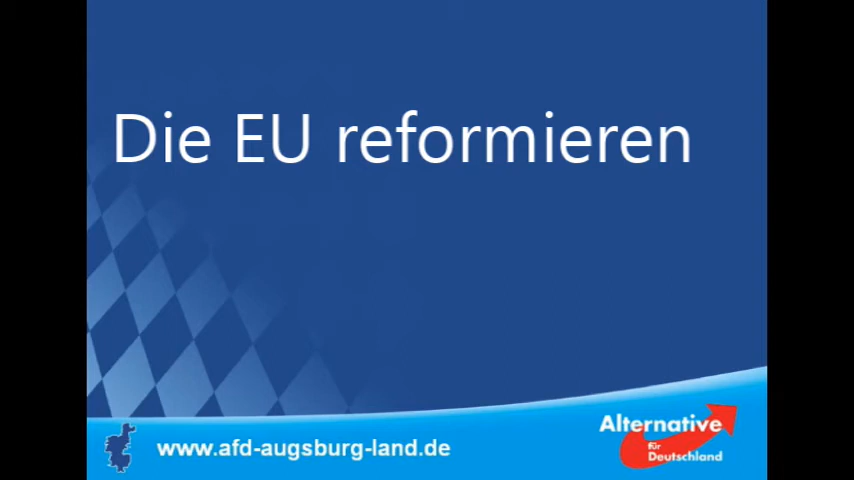 Die EU reformieren
www.afd-augsburg-land.de
Alternative
für
Deutschland